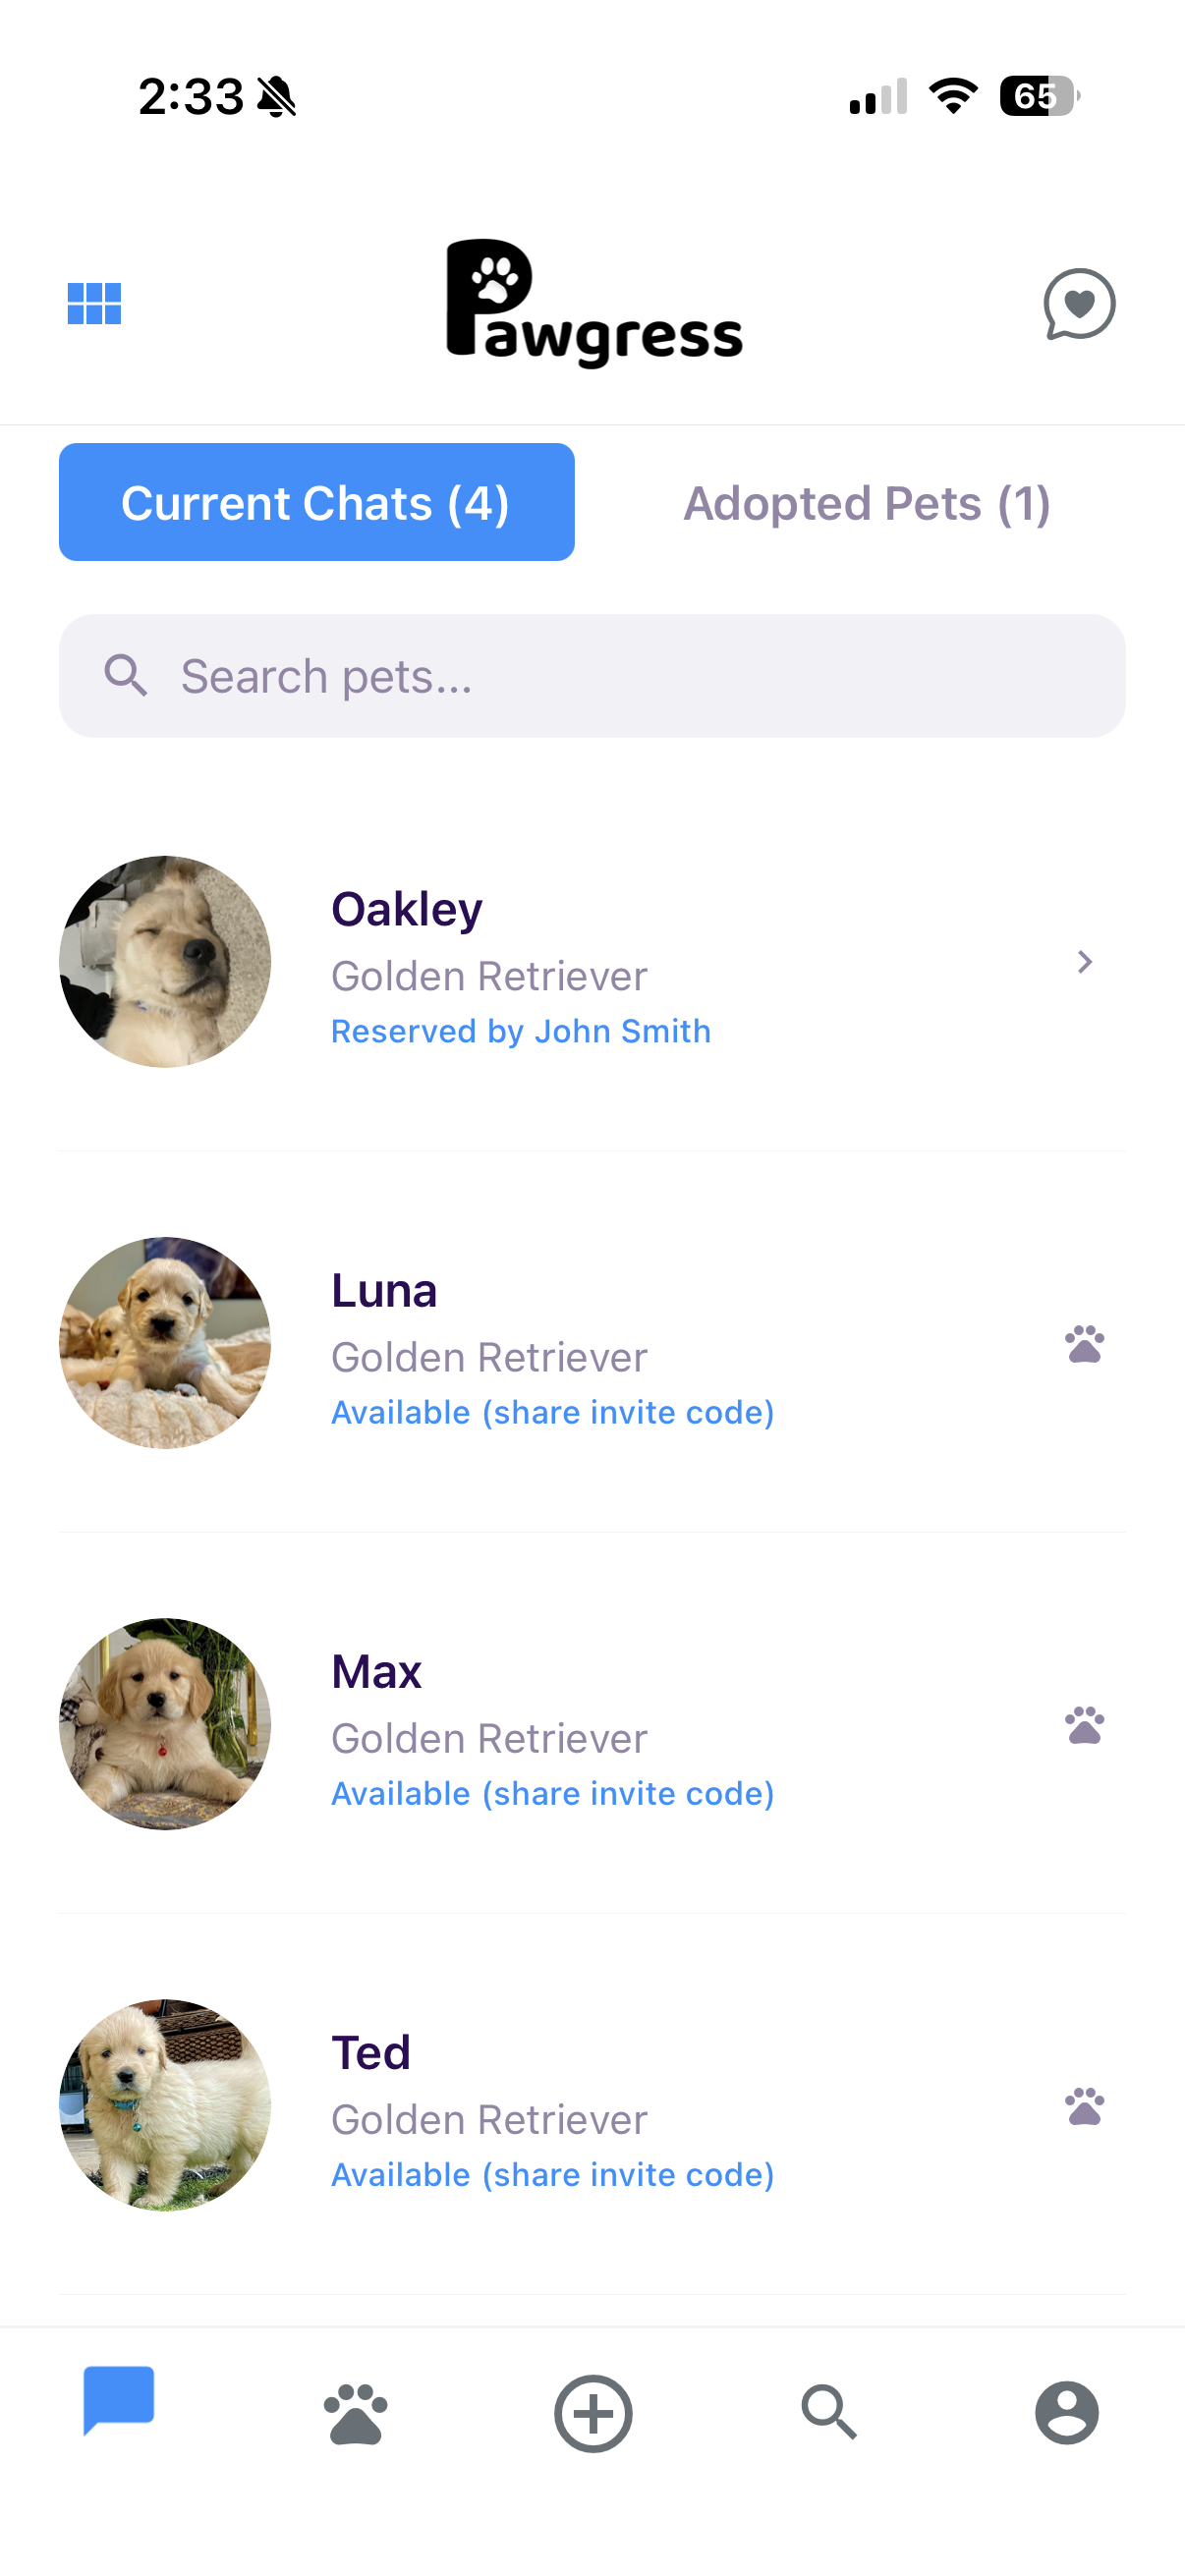 2:33
65
Pawgress
Current Chats (4)
Adopted Pets (1)
Search pets...
Oakley
Golden Retriever
Reserved by John Smith
Luna
Golden Retriever
Available (share invite code)
Max
Golden Retriever
Available (share invite code)
Ted
Golden Retriever
Available (share invite code)